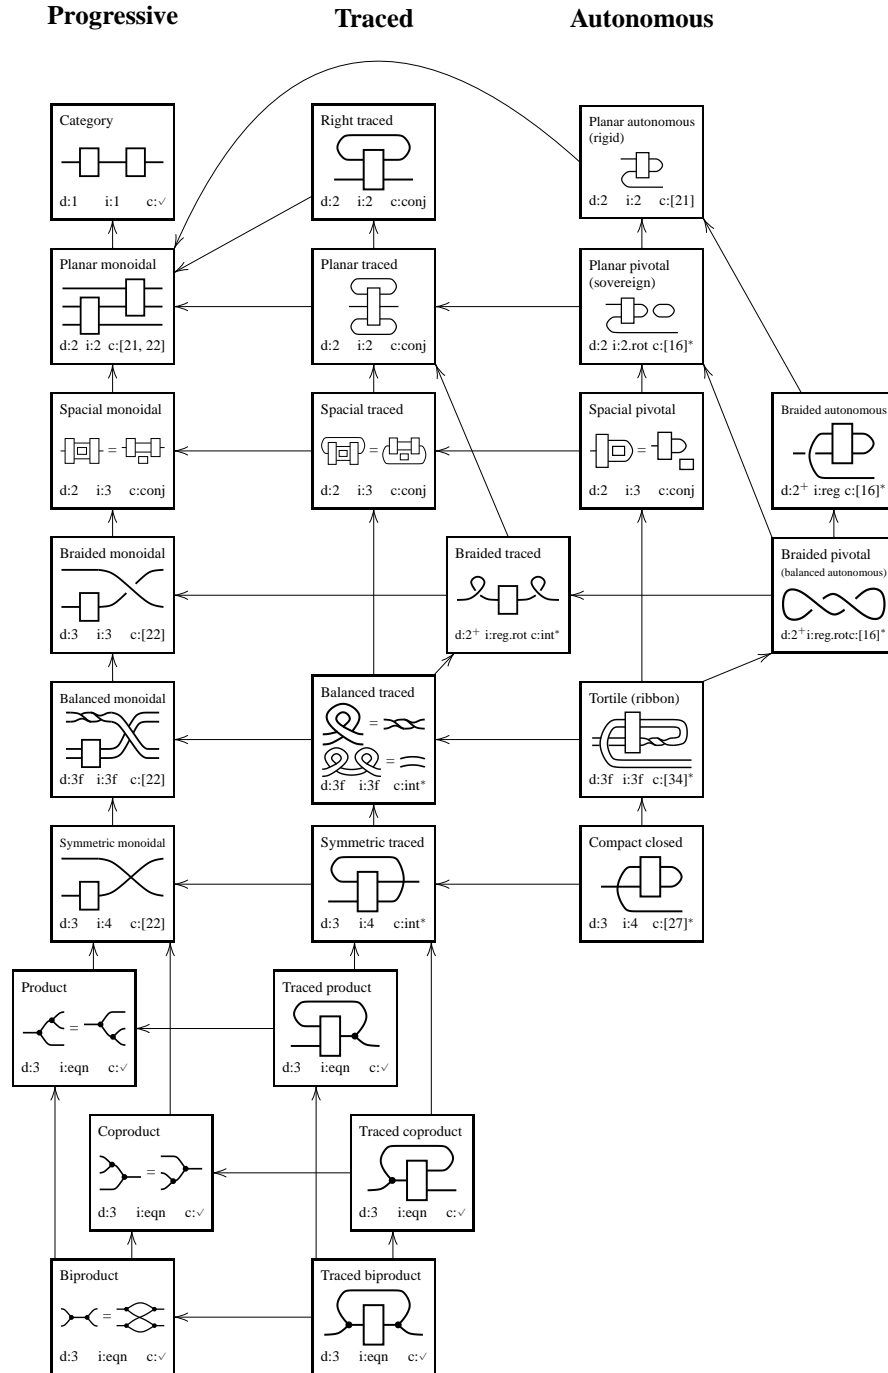 Progressive Traced Autonomous
Category
d:1 i:1 c:✓
Right traced
d:2 i:2 c:conj
Planar autonomous
(rigid)
d:2 i:2 c:[21]
Planar monoidal
d:2 i:2 c:[21, 22]
Planar traced
d:2 i:2 c:conj
Planar pivotal
(sovereign)
d:2 i:2.rot c:[16]*
Spacial monoidal
=
d:2 i:3 c:conj
Spacial traced
=
d:2 i:3 c:conj
Spacial pivotal
=
d:2 i:3 c:conj
Braided autonomous
d:2⁺ i:reg c:[16]*
Braided monoidal
d:3 i:3 c:[22]
Braided traced
d:2⁺ i:reg.rot c:int*
Braided pivotal
(balanced autonomous)
d:2⁺i:reg.rotc:[16]*
Balanced monoidal
d:3f i:3f c:[22]
Balanced traced
=
=
d:3f i:3f c:int*
Tortile (ribbon)
d:3f i:3f c:[34]*
Symmetric monoidal
d:3 i:4 c:[22]
Symmetric traced
d:3 i:4 c:int*
Compact closed
d:3 i:4 c:[27]*
Product
=
d:3 i:eqn c:✓
Traced product
d:3 i:eqn c:✓
Coproduct
=
d:3 i:eqn c:✓
Traced coproduct
d:3 i:eqn c:✓
Biproduct
=
d:3 i:eqn c:✓
Traced biproduct
d:3 i:eqn c:✓